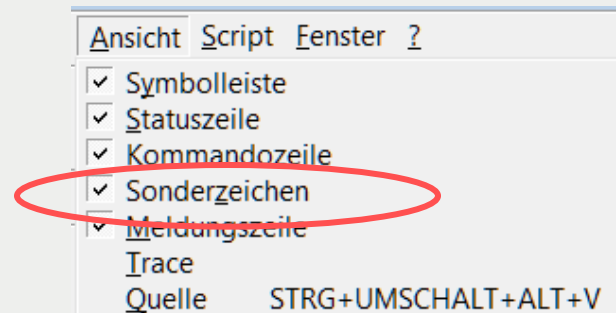 Ansicht Script Fenster ?
Symbolleiste
Statuszeile
Kommandozeile
Sonderzeichen
Meldungszeile
Trace
Quelle STRG+UMSCHALT+ALT+V